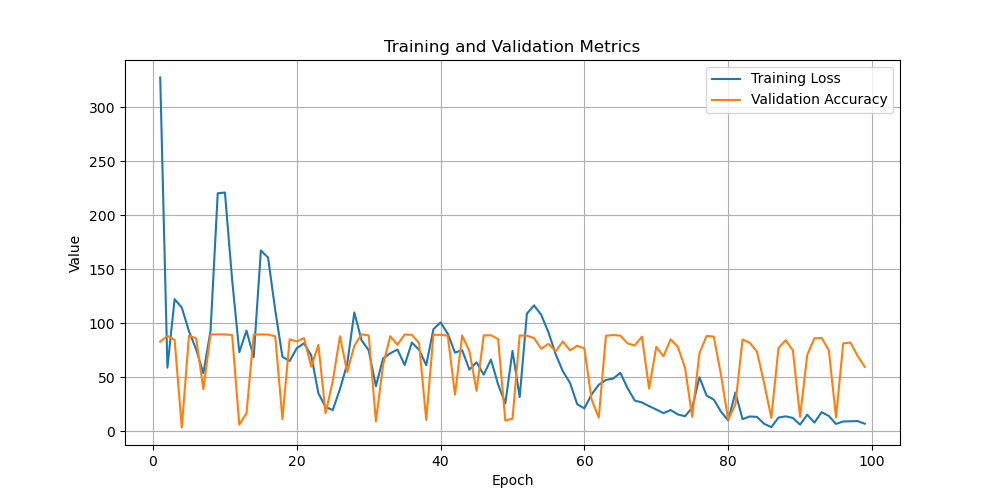 Training and Validation Metrics
Training Loss
Validation Accuracy
Value
300
250
200
150
100
50
0
0 20 40 60 80 100
Epoch